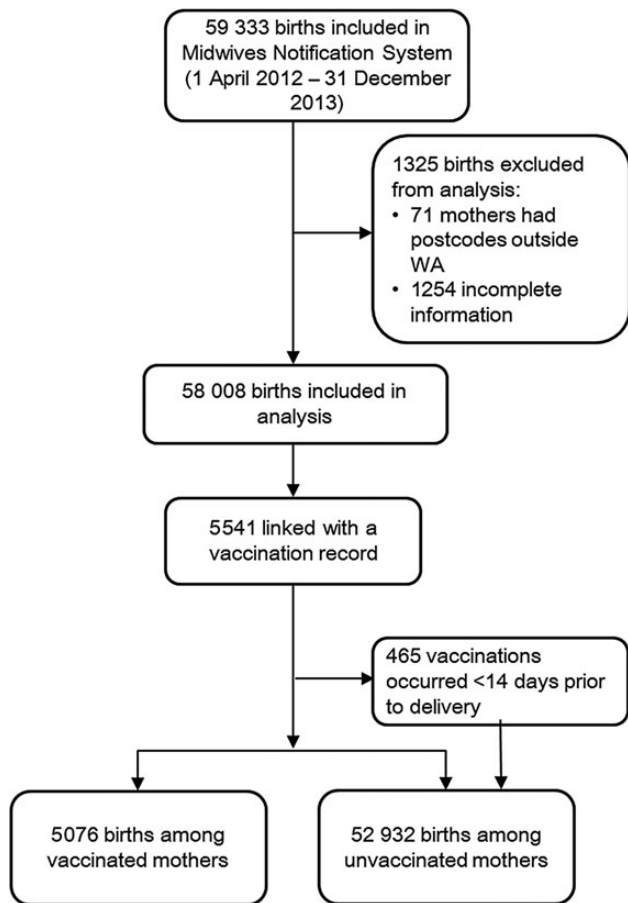 59 333 births included in
Midwives Notification System
(1 April 2012 – 31 December
2013)
1325 births excluded
from analysis:
• 71 mothers had
postcodes outside
WA
• 1254 incomplete
information
58 008 births included in
analysis
5541 linked with a
vaccination record
465 vaccinations
occurred <14 days prior
to delivery
5076 births among
vaccinated mothers
52 932 births among
unvaccinated mothers